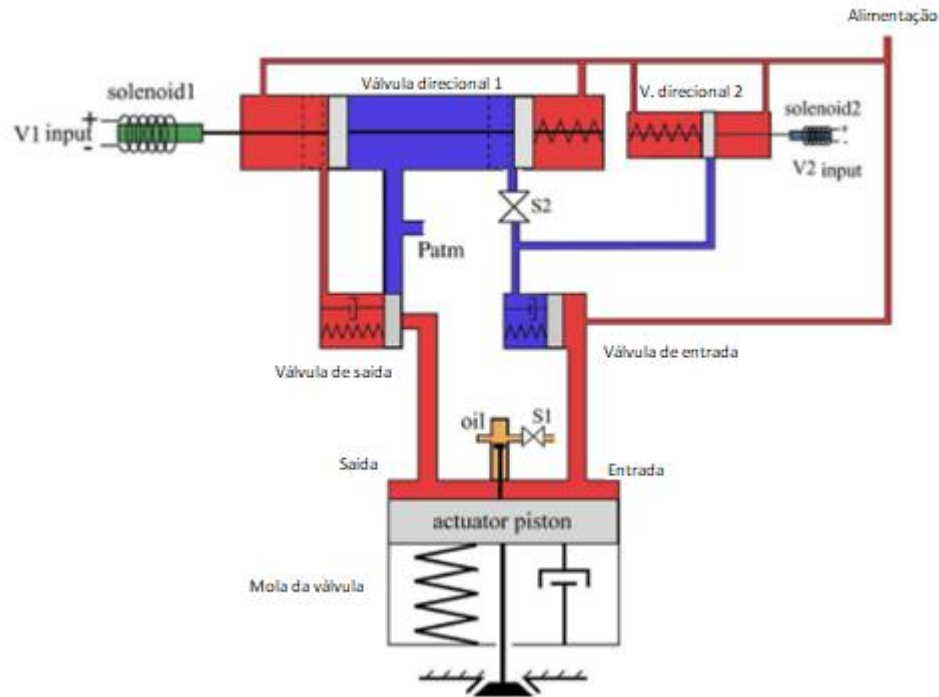 Alimentação
Válvula direcional 1
V. direcional 2
solenoid1
solenoid2
V1 input
+
-
+
-
V2 input
S2
Patm
Válvula de saída
Válvula de entrada
oil
S1
Saída
Entrada
actuator piston
Mola da válvula